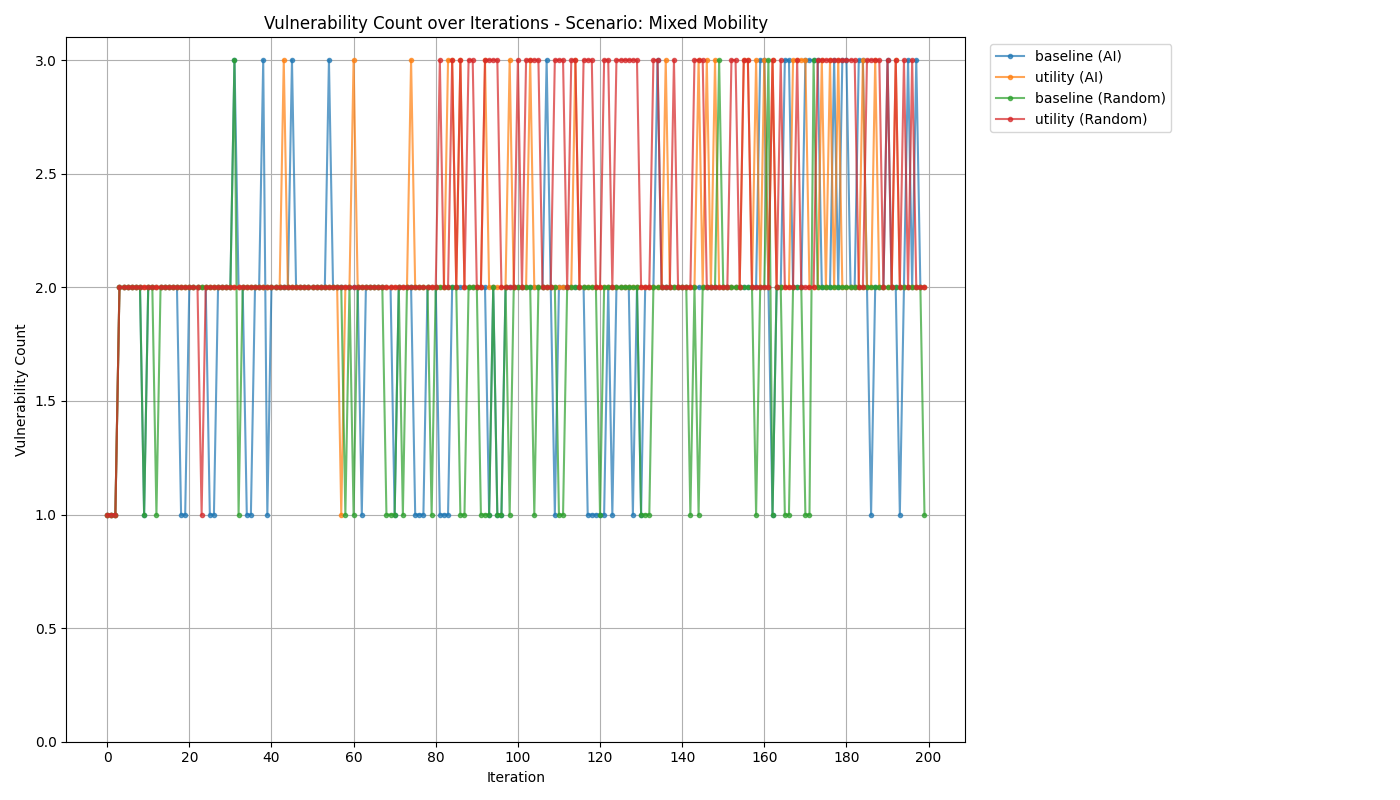 Vulnerability Count over Iterations - Scenario: Mixed Mobility
baseline (AI)
utility (AI)
baseline (Random)
utility (Random)
Vulnerability Count
3.0
2.5
2.0
1.5
1.0
0.5
0.0
0 20 40 60 80 100 120 140 160 180 200
Iteration